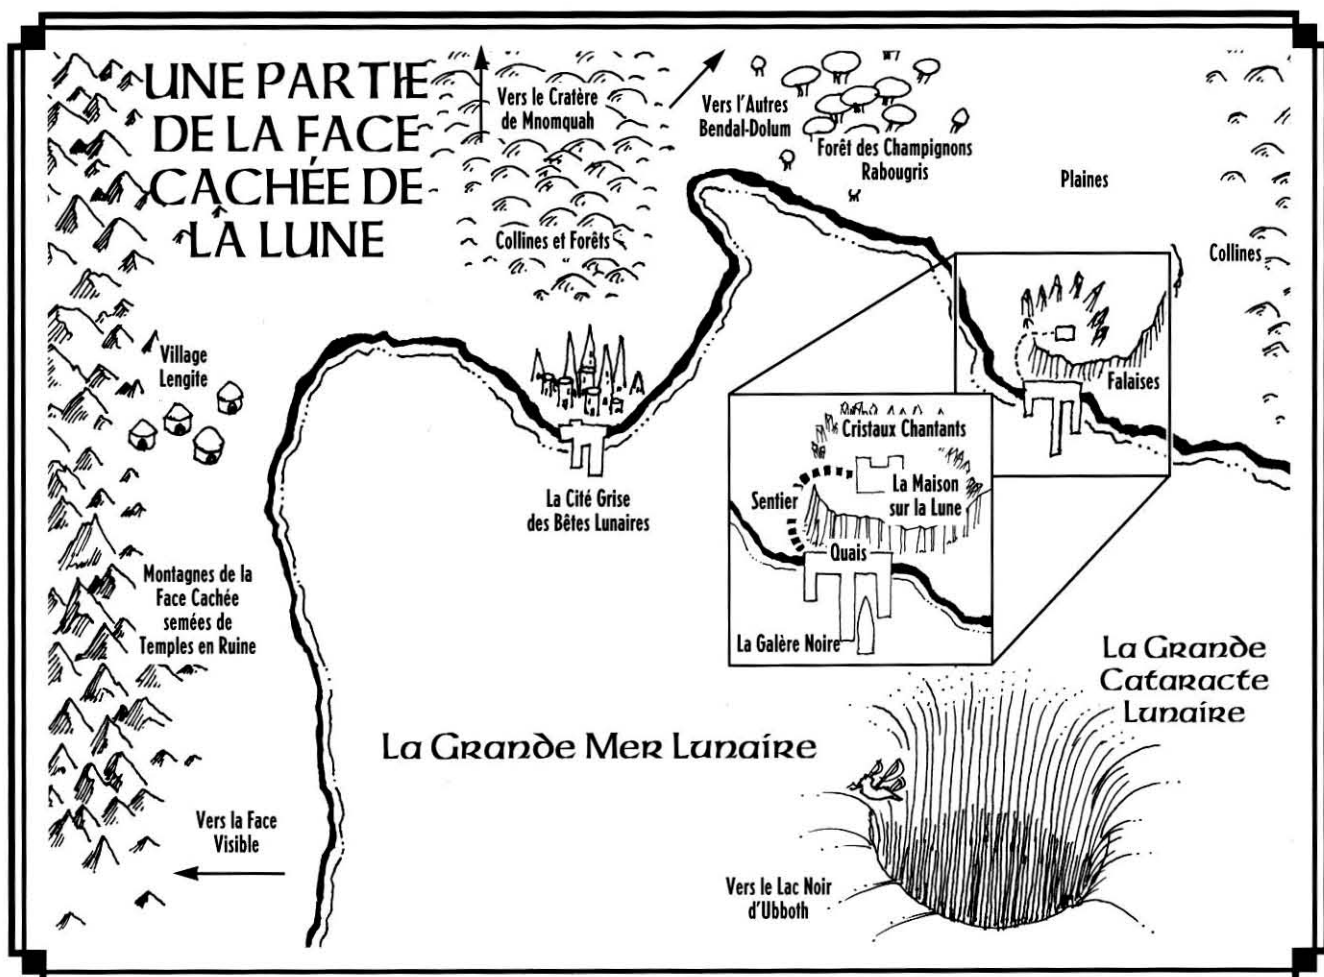 UNE PARTIE
DE LA FACE
CACHÉE DE
LA LUNE
Vers le Cratère
de Mnomquah
Vers l'Autres
Bendal-Dolum
Forêt des Champignons
Rabougris
Plaines
Collines et Forêts
Collines
Village
Lengite
Falaises
La Cité Grise
des Bêtes Lunaires
Cristaux Chantants
Sentier
La Maison
sur la Lune
Quais
La Galère Noire
Montagnes de la
Face Cachée
semées de
Temples en Ruine
La Grande
Cataracte
Lunaire
La Grande Mer Lunaire
Vers la Face
Visible
Vers le Lac Noir
d'Ubboth